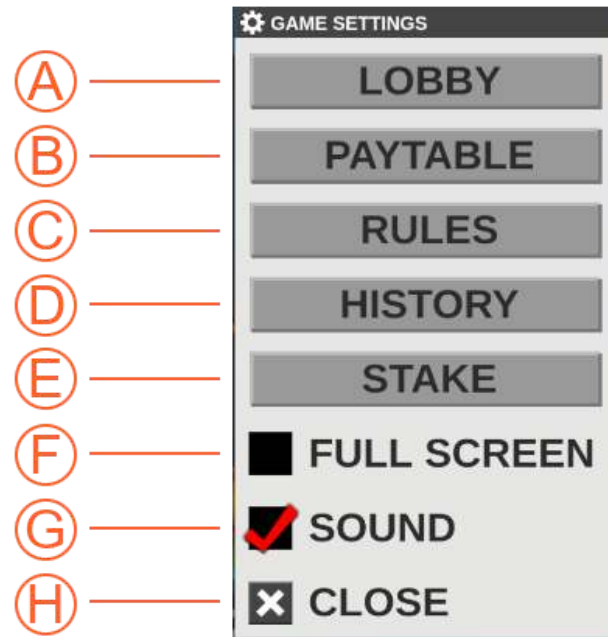 GAME SETTINGS
A LOBBY
B PAYTABLE
C RULES
D HISTORY
E STAKE
F FULL SCREEN
G SOUND
H CLOSE